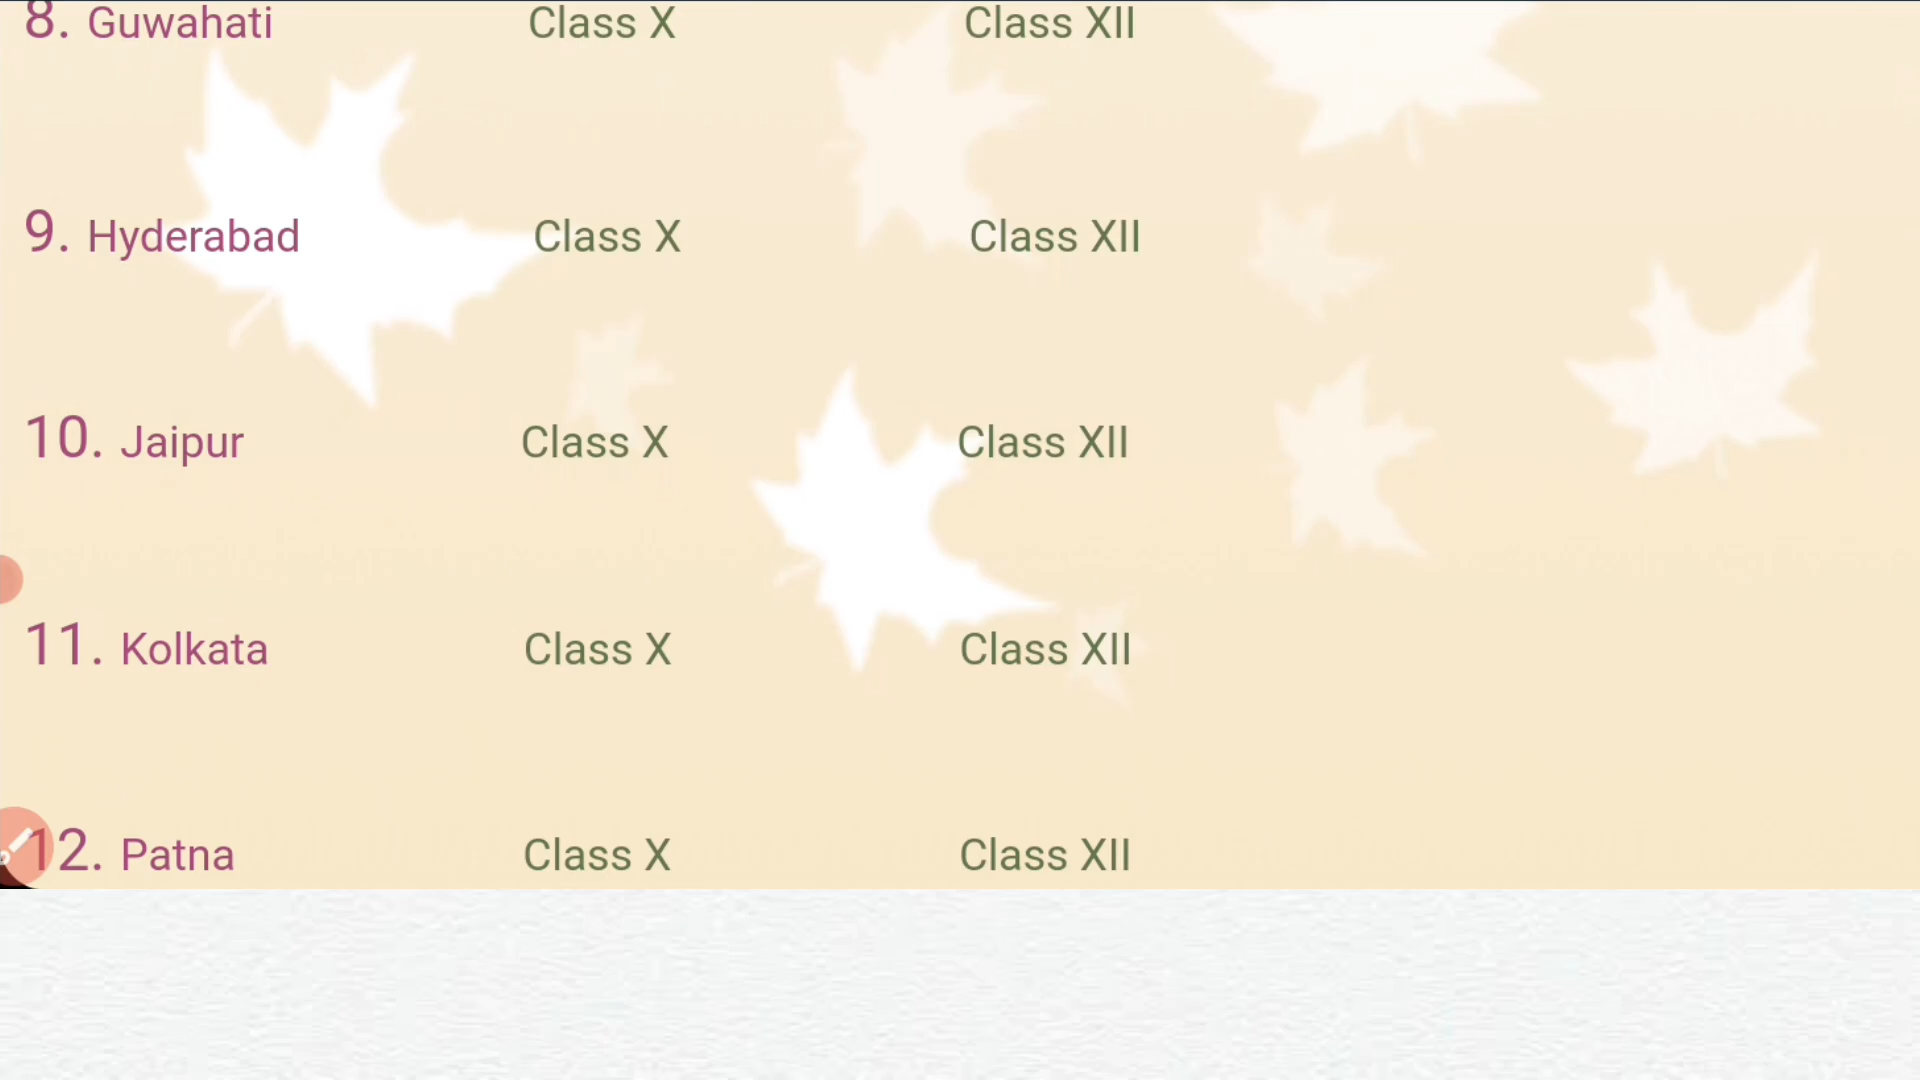 8. Guwahati Class X Class XII
9. Hyderabad Class X Class XII
10. Jaipur Class X Class XII
11. Kolkata Class X Class XII
12. Patna Class X Class XII